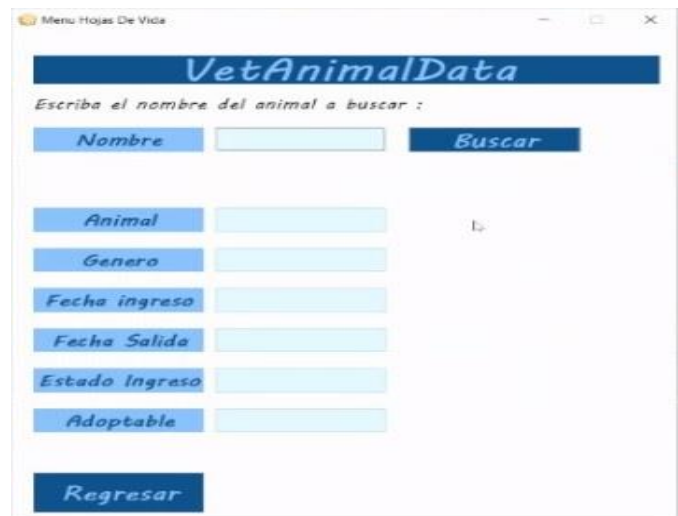 Menu Hojas De Vida
VetAnimalData
Escriba el nombre del animal a buscar :
Nombre Buscar
Animal
Genero
Fecha ingreso
Fecha Salida
Estado Ingreso
Adoptable
Regresar